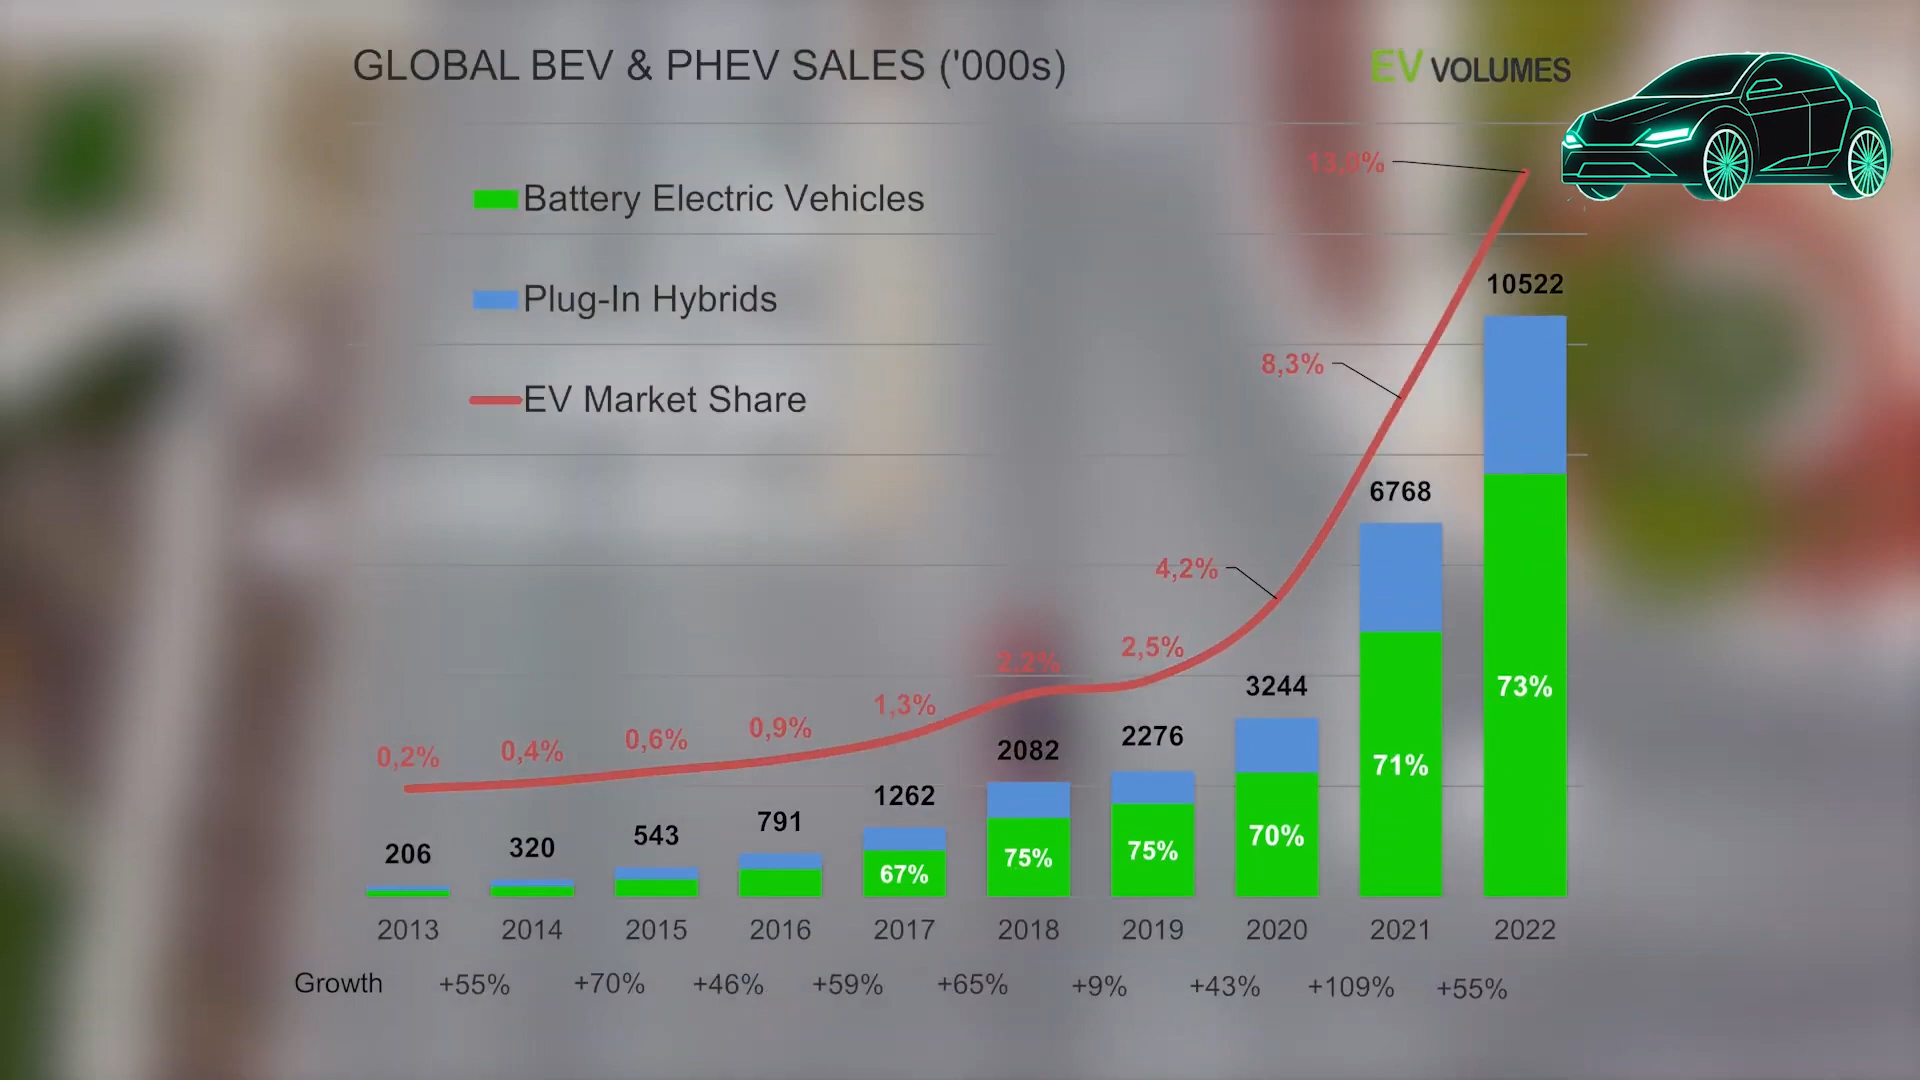 GLOBAL BEV & PHEV SALES ('000s)
EV VOLUMES
Battery Electric Vehicles
Plug-In Hybrids
EV Market Share
0,2% 0,4% 0,6% 0,9% 1,3% 2,2% 2,5% 4,2% 8,3% 13,0%
206 320 543 791 1262 2082 2276 3244 6768 10522
67% 75% 75% 70% 71% 73%
2013 2014 2015 2016 2017 2018 2019 2020 2021 2022
Growth +55% +70% +46% +59% +65% +9% +43% +109% +55%